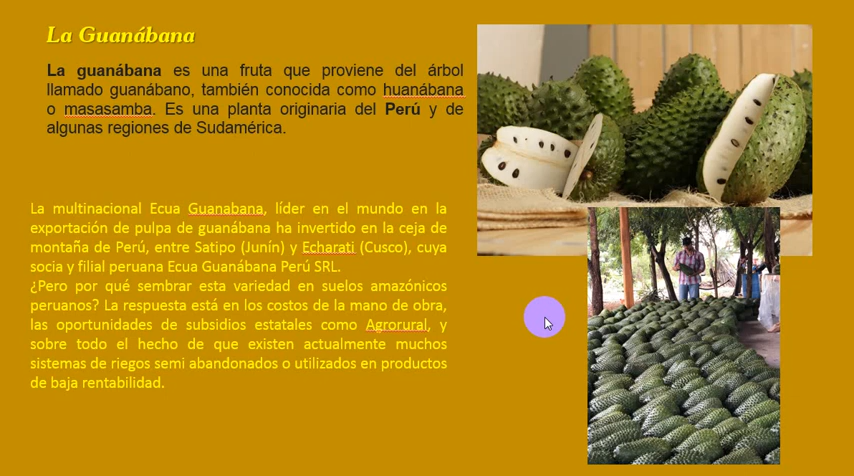 La Guanábana
La guanábana es una fruta que proviene del árbol
llamado guanábano, también conocida como huanábana
o masasamba. Es una planta originaria del Perú y de
algunas regiones de Sudamérica.
La multinacional Ecua Guanabana, líder en el mundo en la
exportación de pulpa de guanábana ha invertido en la ceja de
montaña de Perú, entre Satipo (Junín) y Echarati (Cusco), cuya
socia y filial peruana Ecua Guanábana Perú SRL.
¿Pero por qué sembrar esta variedad en suelos amazónicos
peruanos? La respuesta está en los costos de la mano de obra,
las oportunidades de subsidios estatales como Agrorural, y
sobre todo el hecho de que existen actualmente muchos
sistemas de riegos semi abandonados o utilizados en productos
de baja rentabilidad.